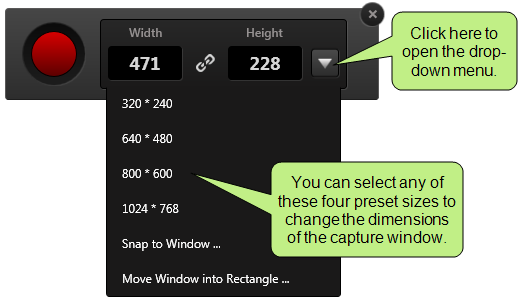 Width
Height
471
228
Click here to
open the drop-
down menu.
320 * 240
640 * 480
800 * 600
1024 * 768
Snap to Window ...
Move Window into Rectangle ...
You can select any of
these four preset sizes to
change the dimensions
of the capture window.